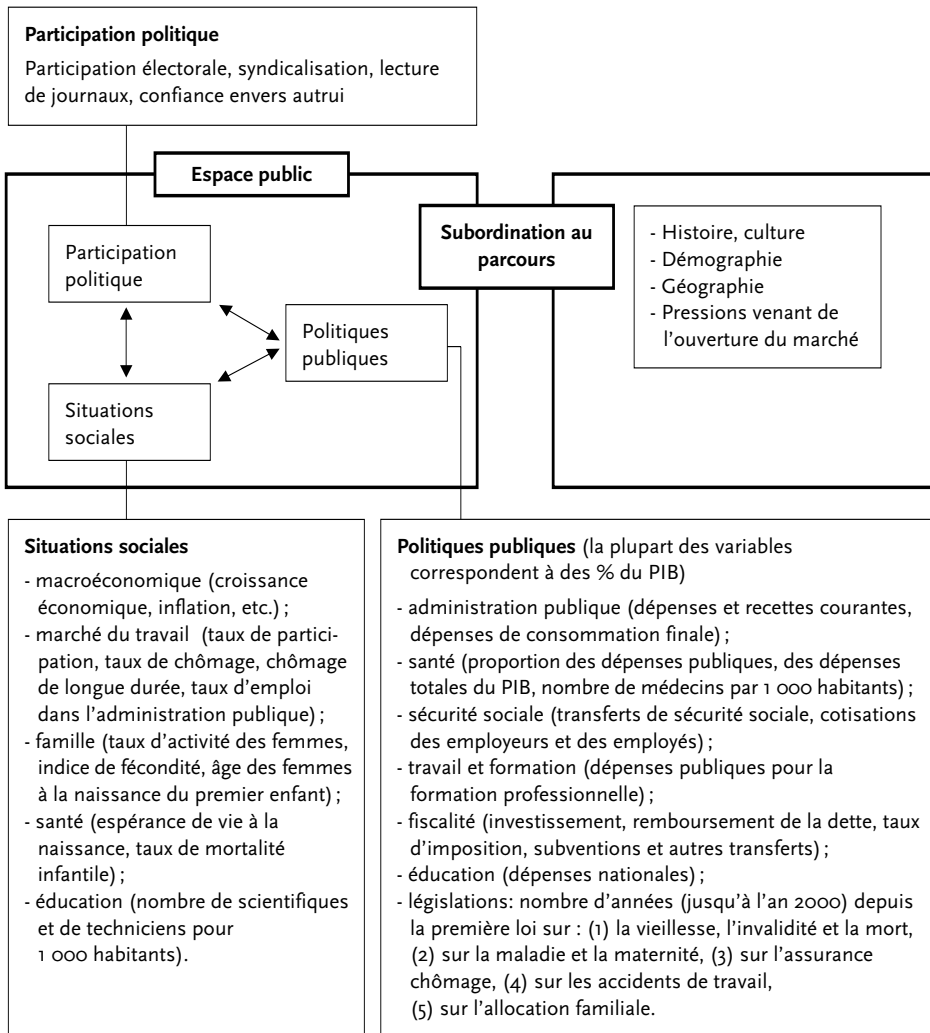 Participation politique
Participation électorale, syndicalisation, lecture
de journaux, confiance envers autrui
Espace public
Subordination au
parcours
Participation
politique
Politiques
publiques
Situations
sociales
- Histoire, culture
- Démographie
- Géographie
- Pressions venant de
l'ouverture du marché
Situations sociales
- macroéconomique (croissance
économique, inflation, etc.) ;
- marché du travail (taux de partici-
pation, taux de chômage, chômage
de longue durée, taux d'emploi
dans l'administration publique) ;
- famille (taux d'activité des femmes,
indice de fécondité, âge des femmes
à la naissance du premier enfant) ;
- santé (espérance de vie à la
naissance, taux de mortalité
infantile) ;
- éducation (nombre de scientifiques
et de techniciens pour
1 000 habitants).
Politiques publiques (la plupart des variables
correspondent à des % du PIB)
- administration publique (dépenses et recettes courantes,
dépenses de consommation finale) ;
- santé (proportion des dépenses publiques, des dépenses
totales du PIB, nombre de médecins par 1 000 habitants) ;
- sécurité sociale (transferts de sécurité sociale, cotisations
des employeurs et des employés) ;
- travail et formation (dépenses publiques pour la
formation professionnelle) ;
- fiscalité (investissement, remboursement de la dette, taux
d'imposition, subventions et autres transferts) ;
- éducation (dépenses nationales) ;
- législations: nombre d'années (jusqu'à l'an 2000) depuis
la première loi sur : (1) la vieillesse, l'invalidité et la mort,
(2) sur la maladie et la maternité, (3) sur l'assurance
chômage, (4) sur les accidents de travail,
(5) sur l'allocation familiale.